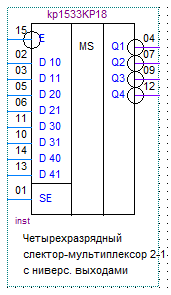 kp1533KP18
15 E MS Q1 04
02 D 10 Q2 07
03 D 11 Q3 09
05 D 20 Q4 12
06 D 21
11 D 30
10 D 31
14 D 40
13 D 41
01 SE
inst
Четырехразрядный
спектор-мультиплексор 2-1
с ниверс. выходами